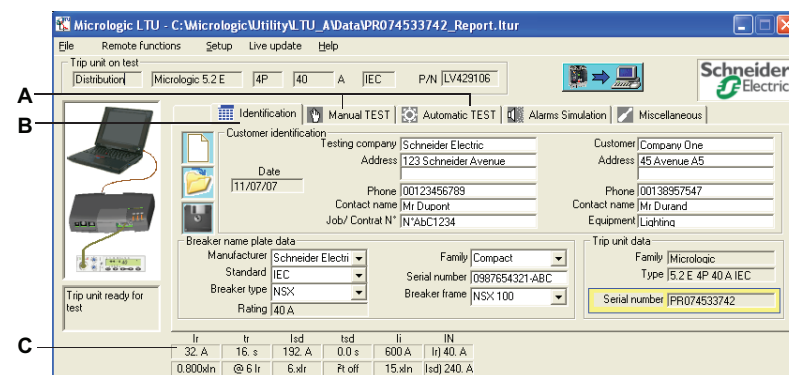 Micrologic LTU - C:\Micrologic\Utility\LTU_A\Data\PR074533742_Report.ltur
File Remote functions Setup Live update Help
Trip unit on test
Distribution Micrologic 5.2 E 4P 40 A IEC P/N LV429106
Schneider
Electric
A
B
Identification Manual TEST Automatic TEST Alarms Simulation Miscellaneous
Customer identification
Testing company Schneider Electric Customer Company One
Address 123 Schneider Avenue Address 45 Avenue A5
Date
11/07/07
Phone 00123456789 Phone 00138957547
Contact name Mr Dupont Contact name Mr Durand
Job/ Contrat N° N°AbC1234 Equipment Lighting
Breaker name plate data Trip unit data
Manufacturer Schneider Electri Family Compact Family Micrologic
Standard IEC Serial number 0987654321-ABC Type 5.2 E 4P 40 A IEC
Breaker type NSX Breaker frame NSX 100 Serial number PR074533742
Rating 40 A
Trip unit ready for
test
Ir tr Isd tsd Ii IN
C
32. A 16. s 192. A 0.0 s 600 A Ir) 40. A
0.800xIn @ 6 Ir 6.xIr I²t off 15.xIn Isd) 240. A